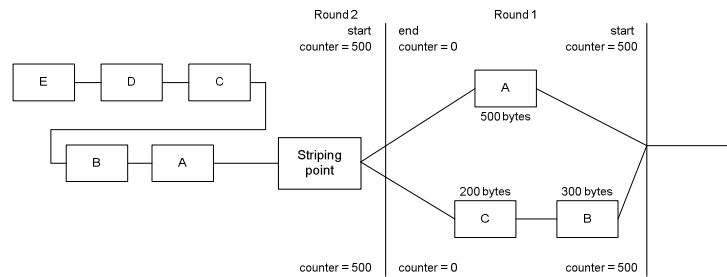 Round 2
Round 1
start
counter = 500
end
counter = 0
start
counter = 500
E
D
C
A
500 bytes
B
A
Striping
point
200 bytes
300 bytes
C
B
counter = 500
counter = 0
counter = 500